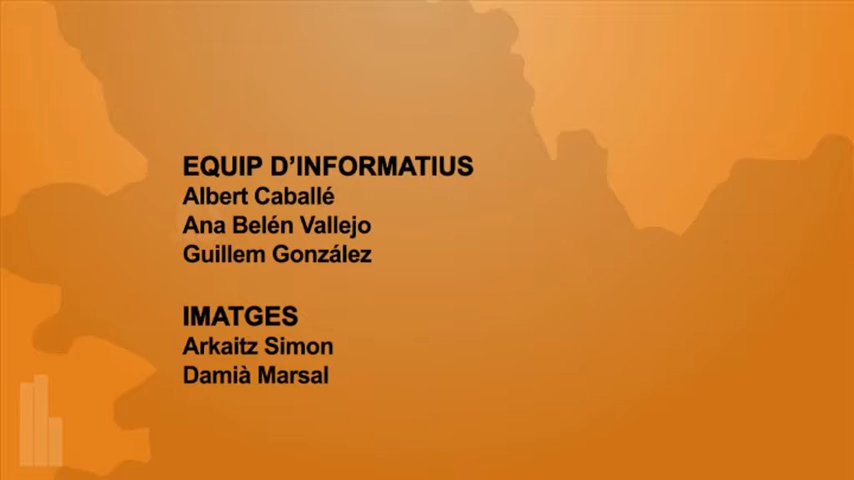 EQUIP D’INFORMATIUS
Albert Caballé
Ana Belén Vallejo
Guillem González
IMATGES
Arkaitz Simon
Damià Marsal